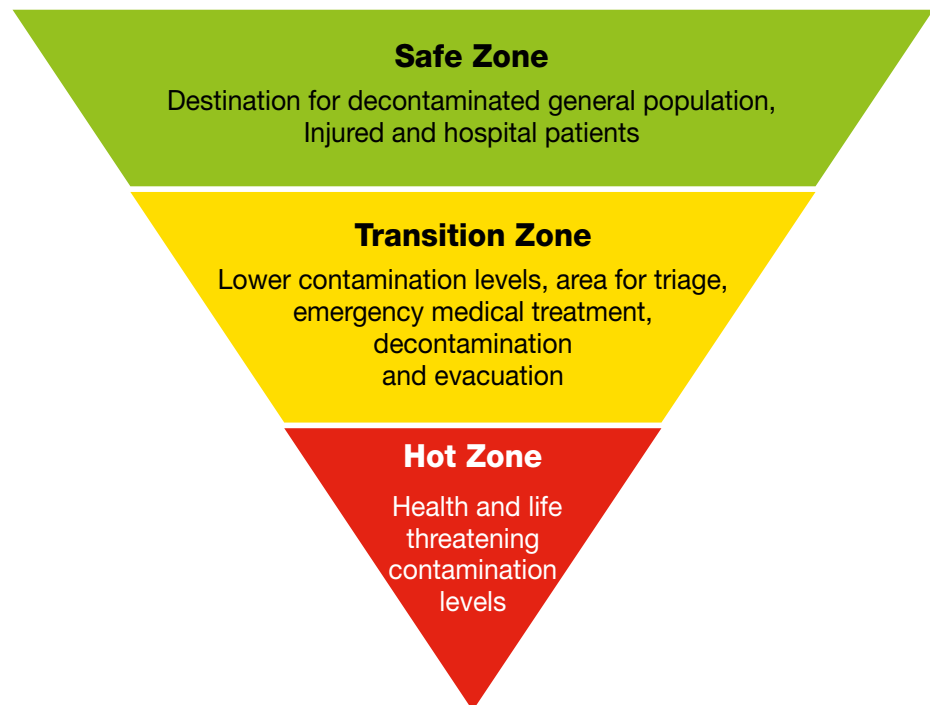 Safe Zone
Destination for decontaminated general population,
Injured and hospital patients
Transition Zone
Lower contamination levels, area for triage,
emergency medical treatment,
decontamination
and evacuation
Hot Zone
Health and life
threatening
contamination
levels